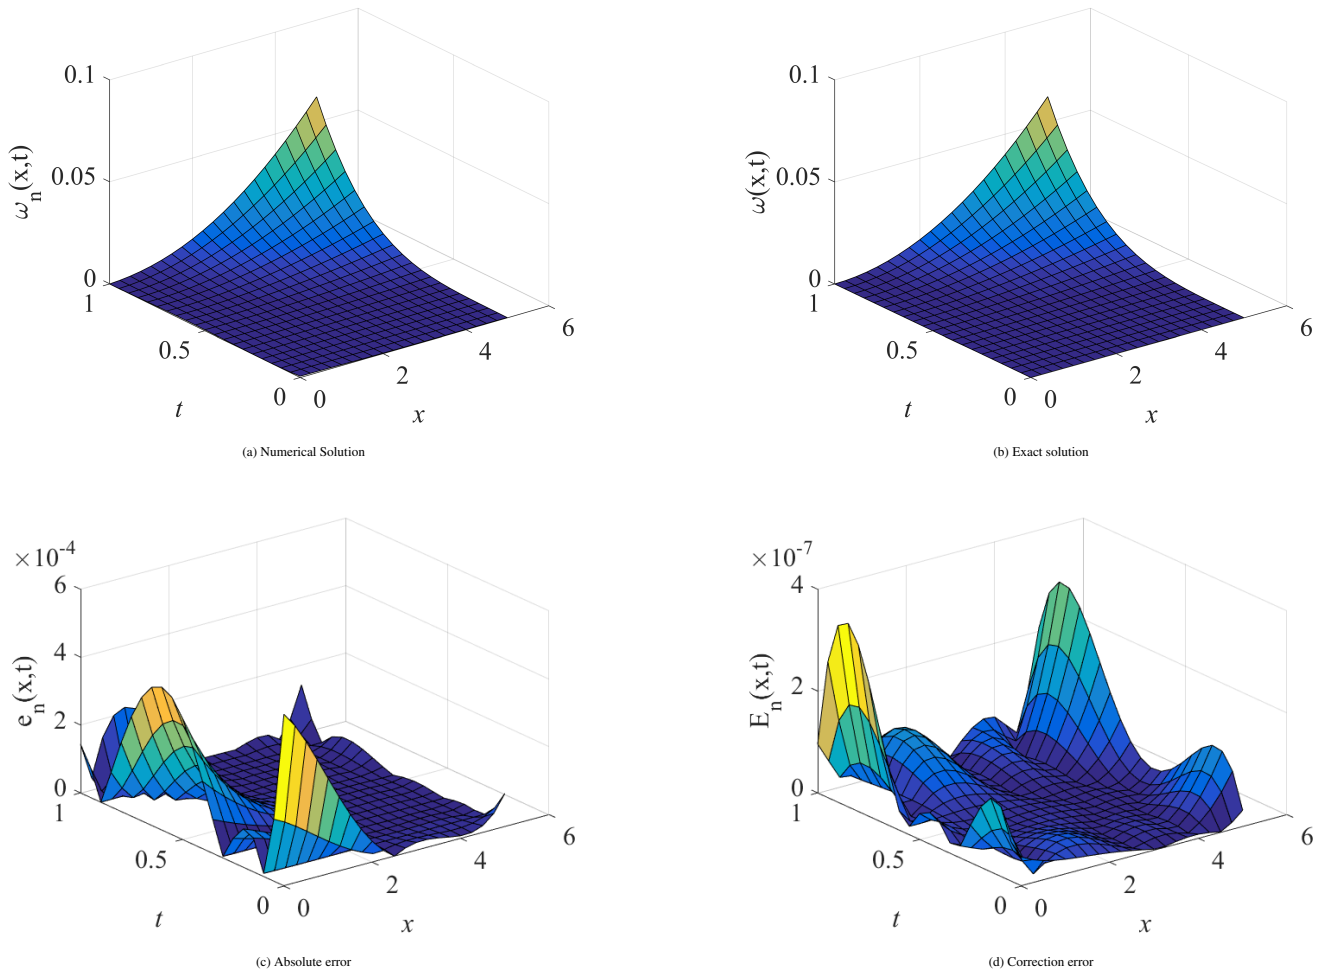 0.1
0.05
0
ω_n(x,t)
1
0.5
0
t
0
2
4
6
x
(a) Numerical Solution
0.1
0.05
0
ω(x,t)
1
0.5
0
t
0
2
4
6
x
(b) Exact solution
×10^-4
6
4
2
0
e_n(x,t)
1
0.5
0
t
0
2
4
6
x
(c) Absolute error
×10^-7
4
2
0
E_n(x,t)
1
0.5
0
t
0
2
4
6
x
(d) Correction error